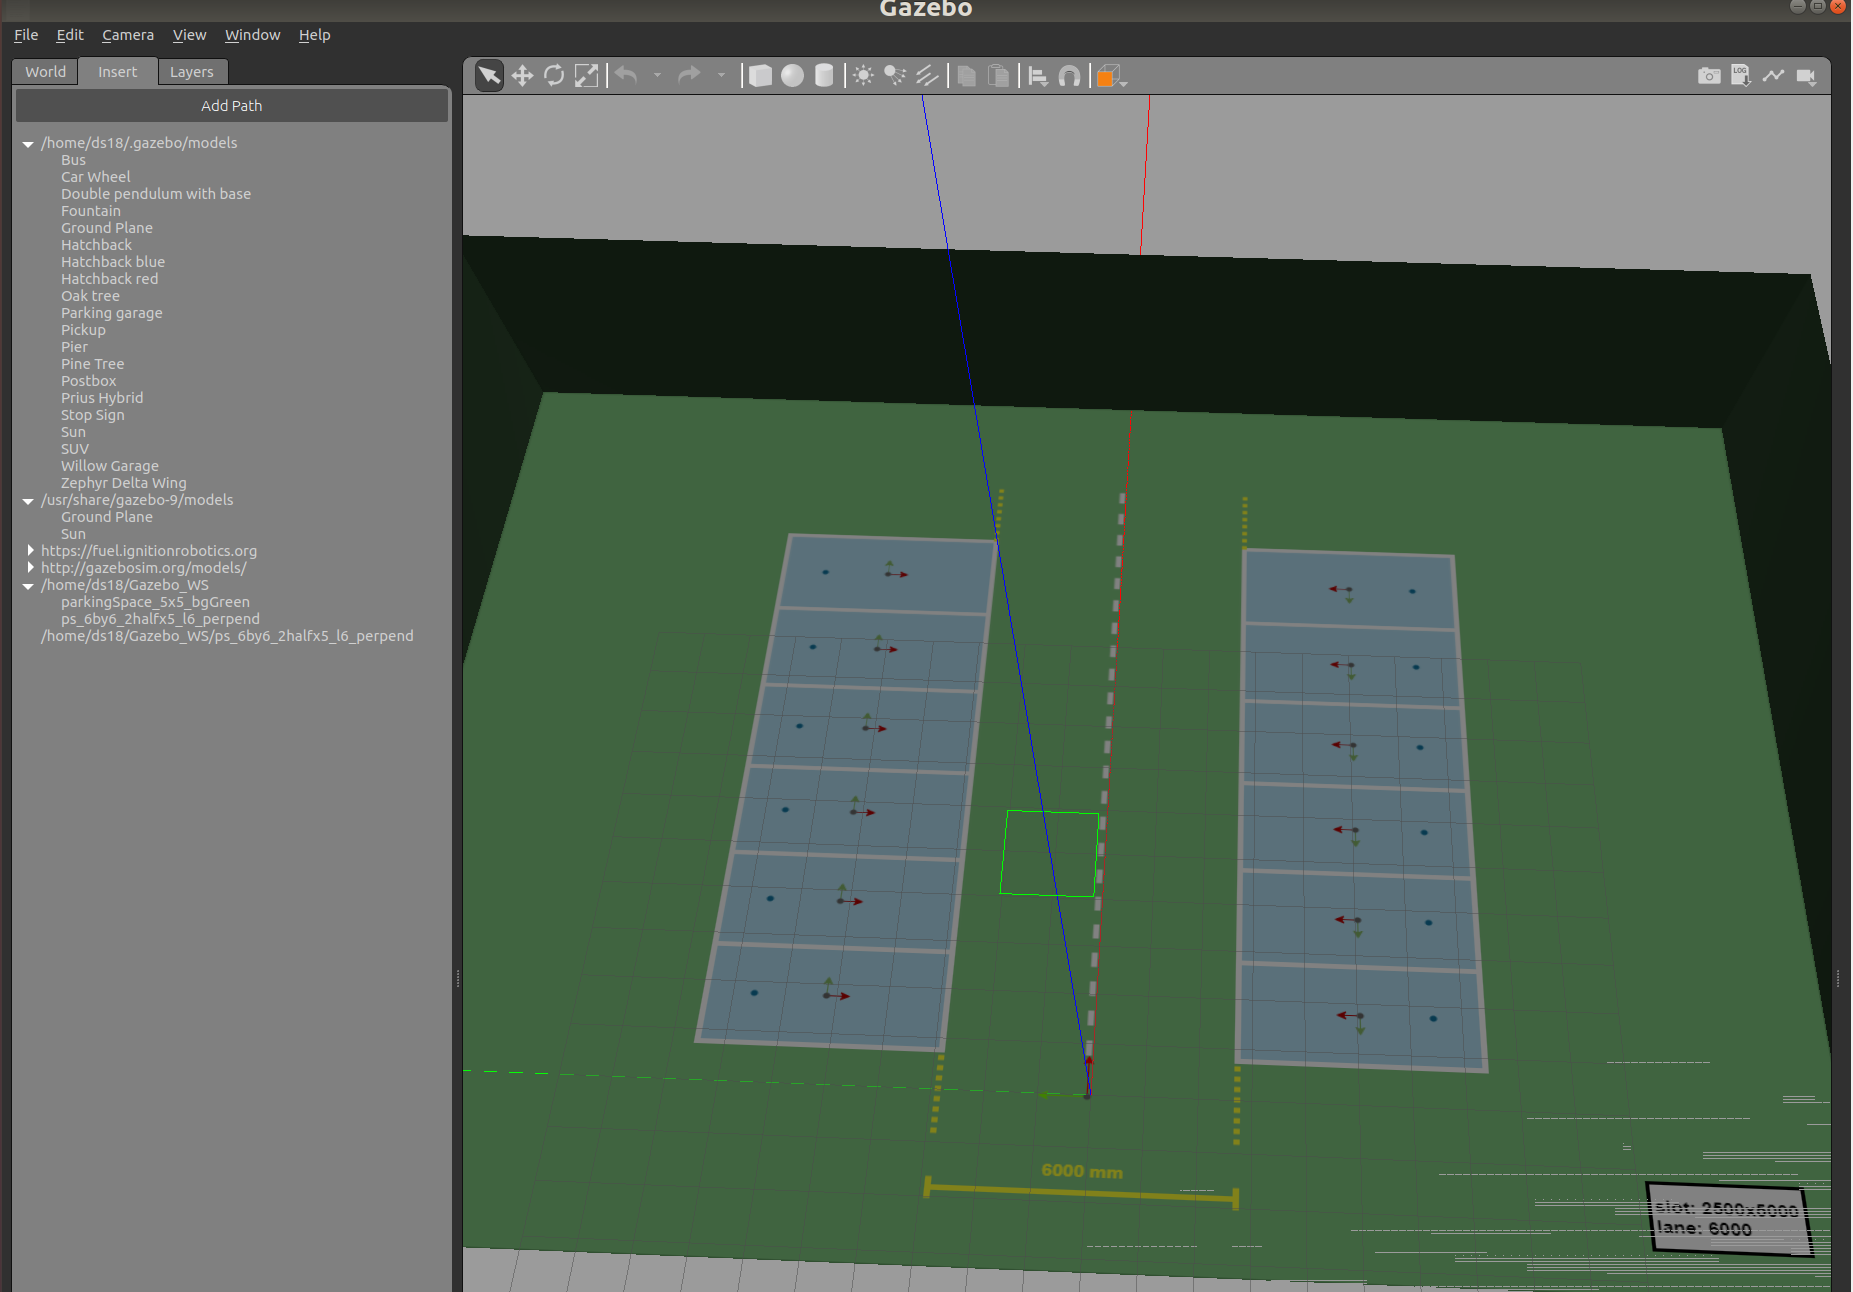 Gazebo
File Edit Camera View Window Help
World Insert Layers
LOG
Add Path
/home/ds18/.gazebo/models
Bus
Car Wheel
Double pendulum with base
Fountain
Ground Plane
Hatchback
Hatchback blue
Hatchback red
Oak tree
Parking garage
Pickup
Pier
Pine Tree
Postbox
Prius Hybrid
Stop Sign
Sun
SUV
Willow Garage
Zephyr Delta Wing
/usr/share/gazebo-9/models
Ground Plane
Sun
https://fuel.ignitionrobotics.org
http://gazebosim.org/models/
/home/ds18/Gazebo_WS
parkingSpace_5x5_bgGreen
ps_6by6_2halfx5_l6_perpend
/home/ds18/Gazebo_WS/ps_6by6_2halfx5_l6_perpend
6000 mm
slot: 2500x5000
lane: 6000